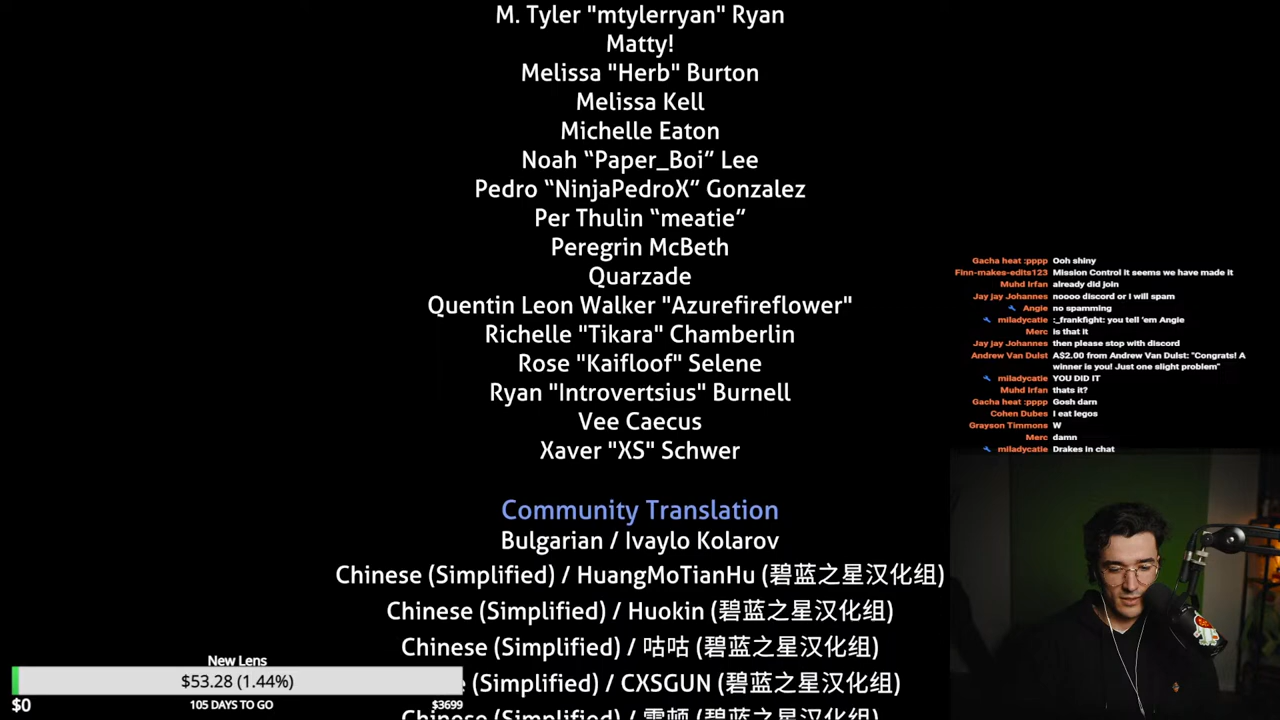 M. Tyler "mtylerryan" Ryan
Matty!
Melissa "Herb" Burton
Melissa Kell
Michelle Eaton
Noah “Paper_Boi” Lee
Pedro “NinjaPedroX” Gonzalez
Per Thulin “meatie”
Peregrin McBeth
Quarzade
Quentin Leon Walker "Azurefireflower"
Richelle "Tikara" Chamberlin
Rose "Kaifloof" Selene
Ryan "Introvertsius" Burnell
Vee Caecus
Xaver "XS" Schwer
Community Translation
Bulgarian / Ivaylo Kolarov
Chinese (Simplified) / HuangMoTianHu (碧蓝之星汉化组)
Chinese (Simplified) / Huokin (碧蓝之星汉化组)
Chinese (Simplified) / 咕咕 (碧蓝之星汉化组)
(Simplified) / CXSGUN (碧蓝之星汉化组)
Gacha heat :pppp Ooh shiny
Finn-makes-edits123 Mission Control it seems we have made it
Muhd Irfan already did join
Jay jay Johannes noooo discord or I will spam
Angie no spamming
miladycatie :_frankfight: you tell 'em Angie
Merc is that it
Jay jay Johannes then please stop with discord
Andrew Van Dulst A$2.00 from Andrew Van Dulst: "Congrats! A
winner is you! Just one slight problem"
miladycatie YOU DID IT
Muhd Irfan thats it?
Gacha heat :pppp Gosh darn
Cohen Dubes I eat legos
Grayson Timmons W
Merc damn
miladycatie Drakes in chat
New Lens
$53.28 (1.44%)
$0 105 DAYS TO GO $3699